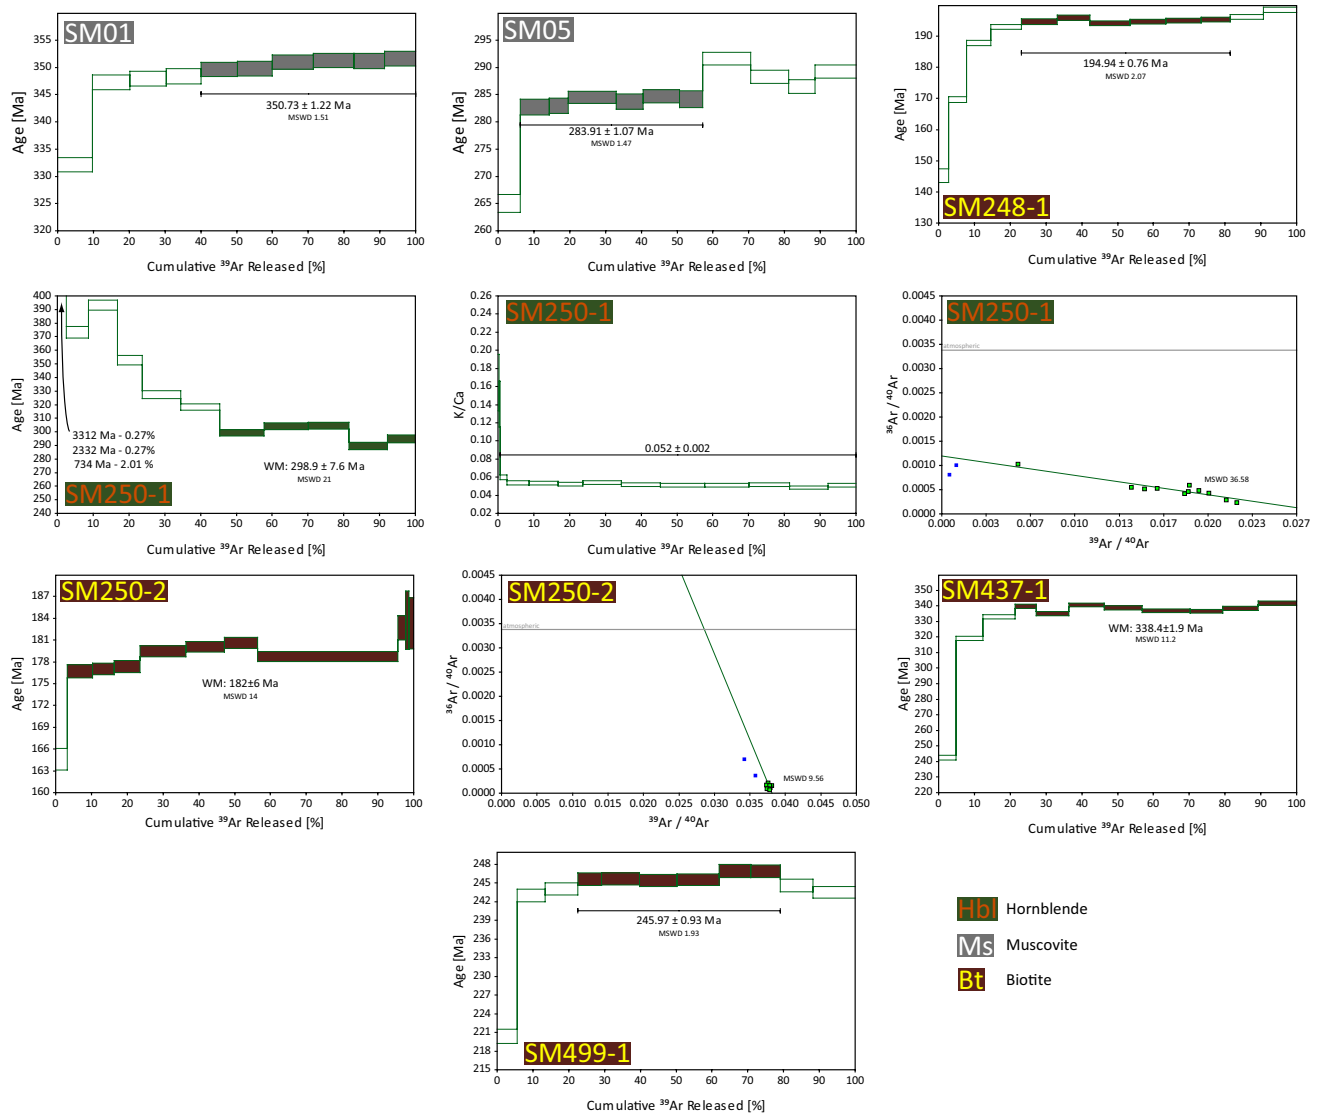 SM01
Age [Ma]
355
350
345
340
335
330
325
320
350.73 ± 1.22 Ma
MSWD 1.51
0 10 20 30 40 50 60 70 80 90 100
Cumulative ³⁹Ar Released [%]
SM05
Age [Ma]
295
290
285
280
275
270
265
260
283.91 ± 1.07 Ma
MSWD 1.47
0 10 20 30 40 50 60 70 80 90 100
Cumulative ³⁹Ar Released [%]
SM248-1
Age [Ma]
190
180
170
160
150
140
130
194.94 ± 0.76 Ma
MSWD 2.07
0 10 20 30 40 50 60 70 80 90 100
Cumulative ³⁹Ar Released [%]
SM250-1
Age [Ma]
400
390
380
370
360
350
340
330
320
310
300
290
280
270
260
250
240
3312 Ma - 0.27%
2332 Ma - 0.27%
734 Ma - 2.01 %
WM: 298.9 ± 7.6 Ma
MSWD 21
0 10 20 30 40 50 60 70 80 90 100
Cumulative ³⁹Ar Released [%]
SM250-1
K/Ca
0.26
0.24
0.22
0.20
0.18
0.16
0.14
0.12
0.10
0.08
0.06
0.04
0.02
0.052 ± 0.002
0 10 20 30 40 50 60 70 80 90 100
Cumulative ³⁹Ar Released [%]
SM250-1
³⁶Ar / ⁴⁰Ar
0.0045
0.0040
0.0035
0.0030
0.0025
0.0020
0.0015
0.0010
0.0005
0.0000
atmospheric
MSWD 36.58
0.000 0.003 0.007 0.010 0.013 0.017 0.020 0.023 0.027
³⁹Ar / ⁴⁰Ar
SM250-2
Age [Ma]
187
184
181
178
175
172
169
166
163
160
WM: 182±6 Ma
MSWD 14
0 10 20 30 40 50 60 70 80 90 100
Cumulative ³⁹Ar Released [%]
SM250-2
³⁶Ar / ⁴⁰Ar
0.0045
0.0040
0.0035
0.0030
0.0025
0.0020
0.0015
0.0010
0.0005
0.0000
atmospheric
MSWD 9.56
0.000 0.005 0.010 0.015 0.020 0.025 0.030 0.035 0.040 0.045 0.050
³⁹Ar / ⁴⁰Ar
SM437-1
Age [Ma]
350
340
330
320
310
300
290
280
270
260
250
240
230
220
WM: 338.4±1.9 Ma
MSWD 11.2
0 10 20 30 40 50 60 70 80 90 100
Cumulative ³⁹Ar Released [%]
SM499-1
Age [Ma]
248
245
242
239
236
233
230
227
224
221
218
215
245.97 ± 0.93 Ma
MSWD 1.93
0 10 20 30 40 50 60 70 80 90 100
Cumulative ³⁹Ar Released [%]
Hbl Hornblende
Ms Muscovite
Bt Biotite